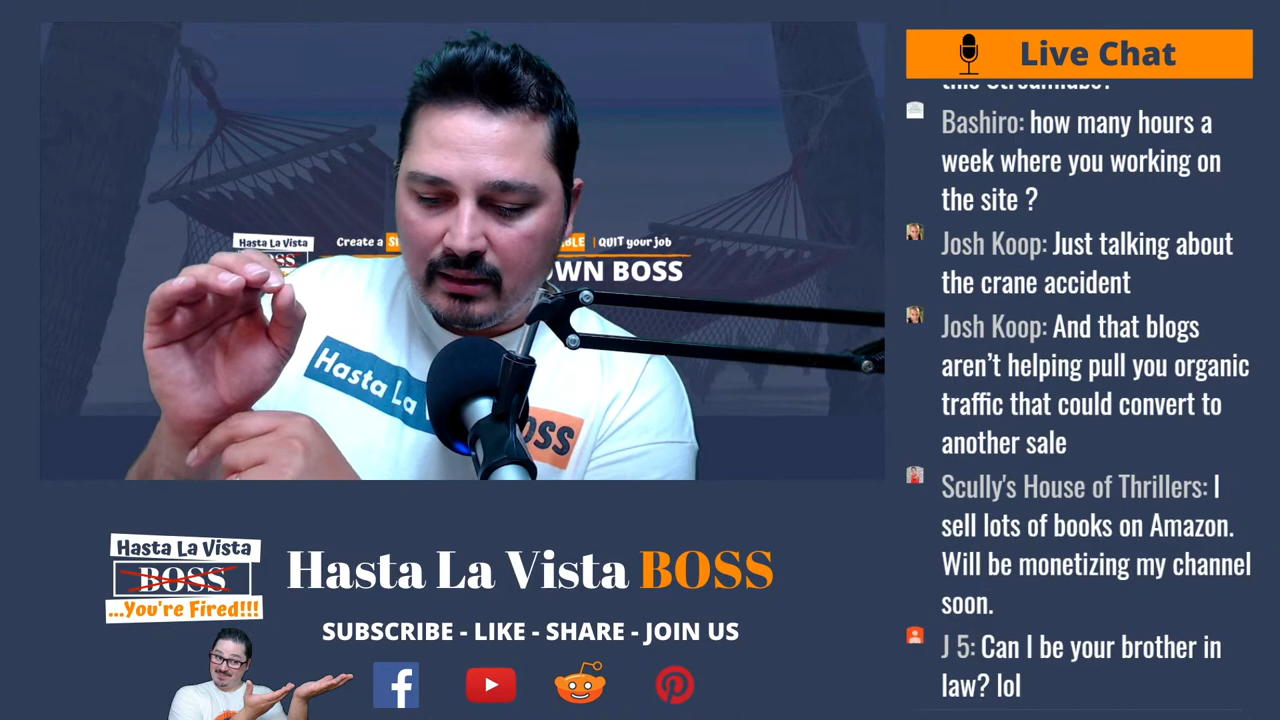 Hasta La Vista
Create a
QUIT your job
OWN BOSS
Hasta La
OSS
Hasta La Vista
BOSS
...You're Fired!!!
Hasta La Vista BOSS
SUBSCRIBE - LIKE - SHARE - JOIN US
Live Chat
Bashiro: how many hours a
week where you working on
the site ?
Josh Koop: Just talking about
the crane accident
Josh Koop: And that blogs
aren't helping pull you organic
traffic that could convert to
another sale
Scully's House of Thrillers: I
sell lots of books on Amazon.
Will be monetizing my channel
soon.
J 5: Can I be your brother in
law? lol